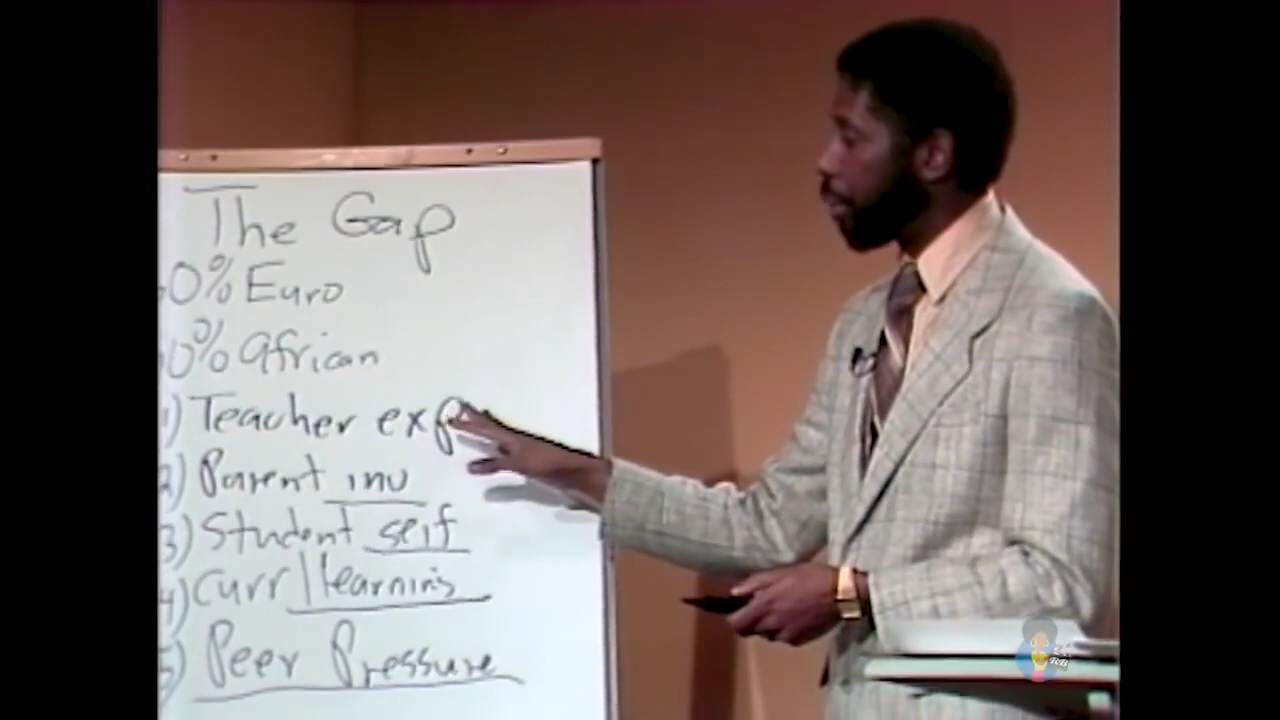 The Gap
0% Euro
0% African
1) Teacher exp
2) Parent inv
3) Student self
4) Curr/learning
5) Peer Pressure